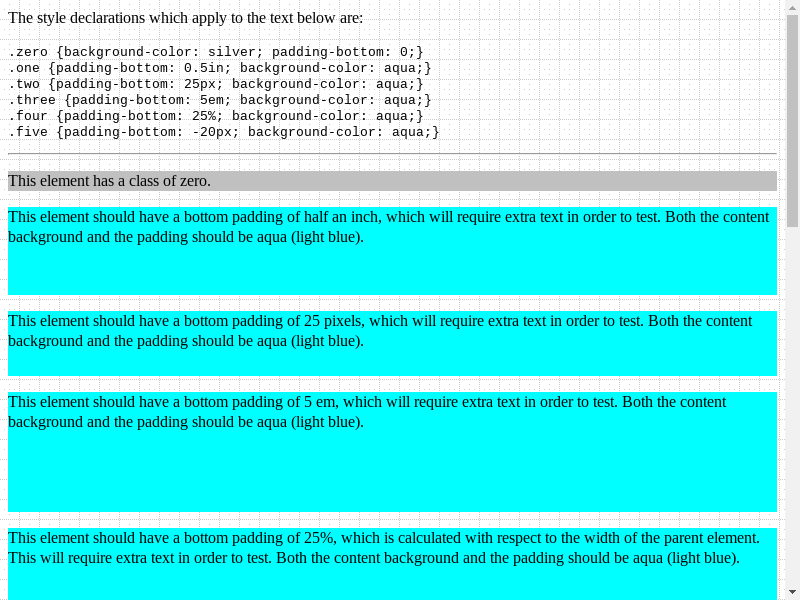 The style declarations which apply to the text below are:
.zero {background-color: silver; padding-bottom: 0;}
.one {padding-bottom: 0.5in; background-color: aqua;}
.two {padding-bottom: 25px; background-color: aqua;}
.three {padding-bottom: 5em; background-color: aqua;}
.four {padding-bottom: 25%; background-color: aqua;}
.five {padding-bottom: -20px; background-color: aqua;}
This element has a class of zero.
This element should have a bottom padding of half an inch, which will require extra text in order to test. Both the content
background and the padding should be aqua (light blue).
This element should have a bottom padding of 25 pixels, which will require extra text in order to test. Both the content
background and the padding should be aqua (light blue).
This element should have a bottom padding of 5 em, which will require extra text in order to test. Both the content
background and the padding should be aqua (light blue).
This element should have a bottom padding of 25%, which is calculated with respect to the width of the parent element.
This will require extra text in order to test. Both the content background and the padding should be aqua (light blue).